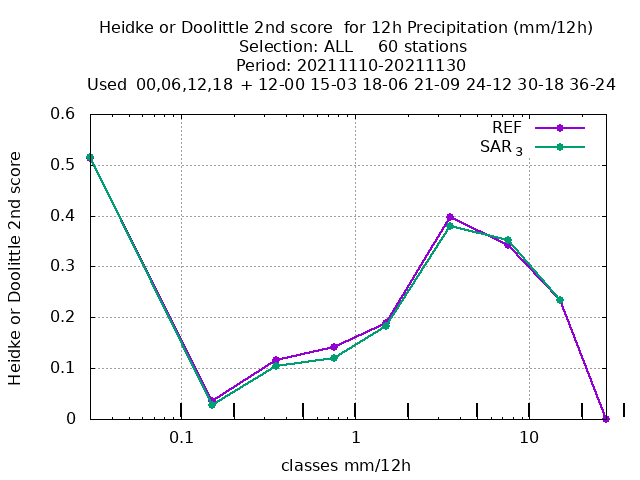 Heidke or Doolittle 2nd score  for 12h Precipitation (mm/12h)
Selection: ALL     60 stations
Period: 20211110-20211130
Used  00,06,12,18  + 12-00 15-03 18-06 21-09 24-12 30-18 36-24
REF
SAR 3
0.6
0.5
0.4
0.3
0.2
0.1
0
Heidke or Doolittle 2nd score
0.1 1 10
classes mm/12h